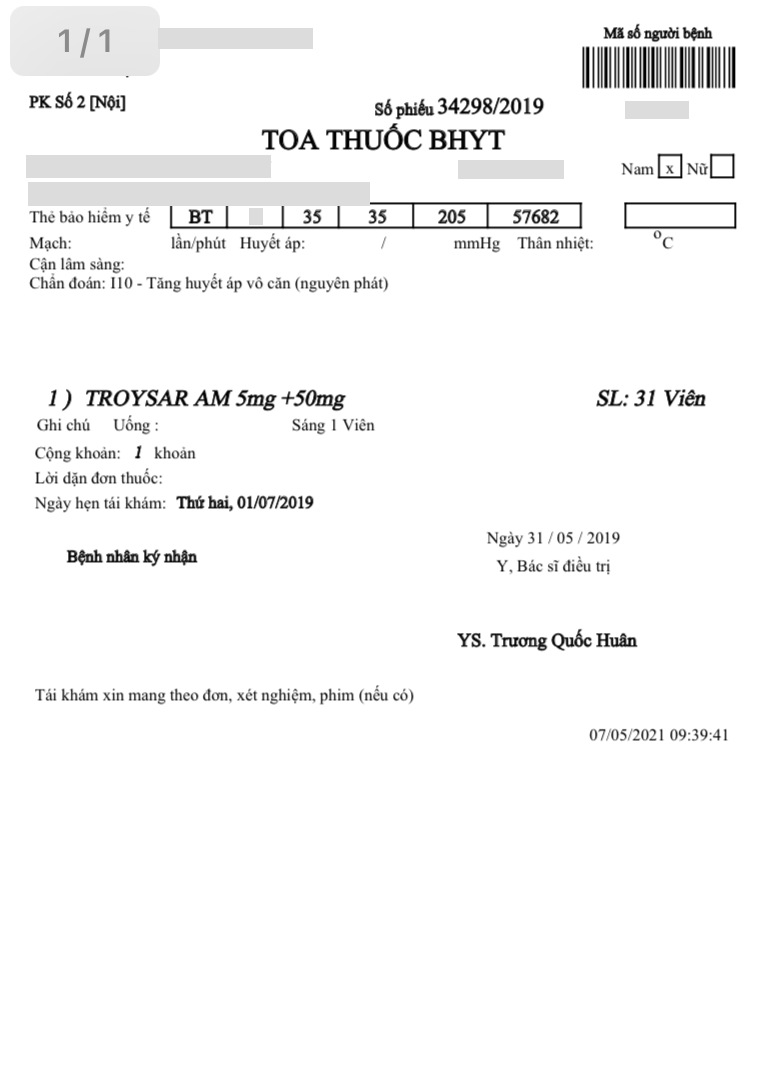 1/1
Mã số người bệnh
PK Số 2 [Nội]
Số phiếu 34298/2019
TOA THUỐC BHYT
Nam x Nữ
Thẻ bảo hiểm y tế BT 35 35 205 57682
Mạch: lần/phút Huyết áp: / mmHg Thân nhiệt: °C
Cận lâm sàng:
Chẩn đoán: I10 - Tăng huyết áp vô căn (nguyên phát)
1 ) TROYSAR AM 5mg +50mg SL: 31 Viên
Ghi chú Uống : Sáng 1 Viên
Cộng khoản: 1 khoản
Lời dặn đơn thuốc:
Ngày hẹn tái khám: Thứ hai, 01/07/2019
Ngày 31 / 05 / 2019
Bệnh nhân ký nhận
Y, Bác sĩ điều trị
YS. Trương Quốc Huân
Tái khám xin mang theo đơn, xét nghiệm, phim (nếu có)
07/05/2021 09:39:41